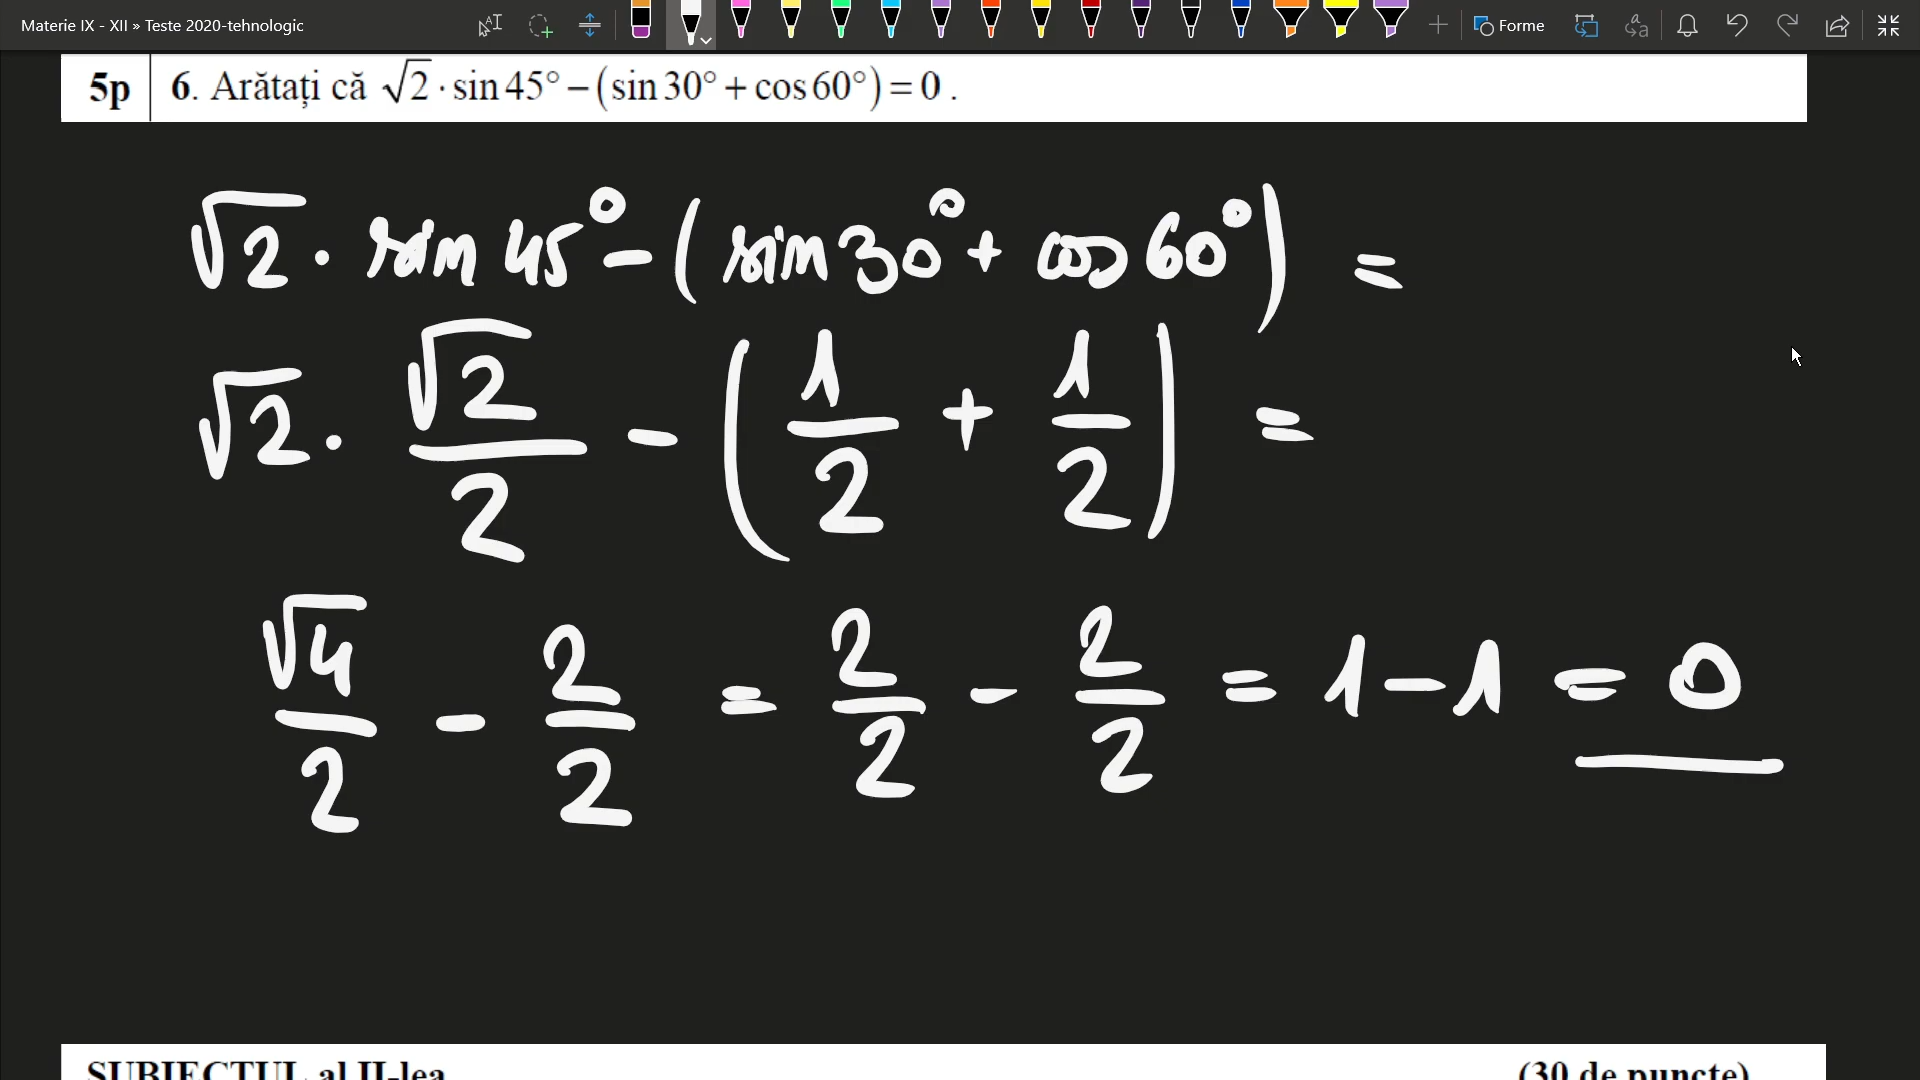 Materie IX - XII » Teste 2020-tehnologic Forme
5p 6. Arătați că √2 · sin 45° − (sin 30° + cos 60°) = 0 .
√2 · sin 45° − (sin 30° + cos 60°) =
√2 · √2/2 − (1/2 + 1/2) =
√4/2 − 2/2 = 2/2 − 2/2 = 1 − 1 = 0
SUBIECTUL al II-lea (30 de puncte)